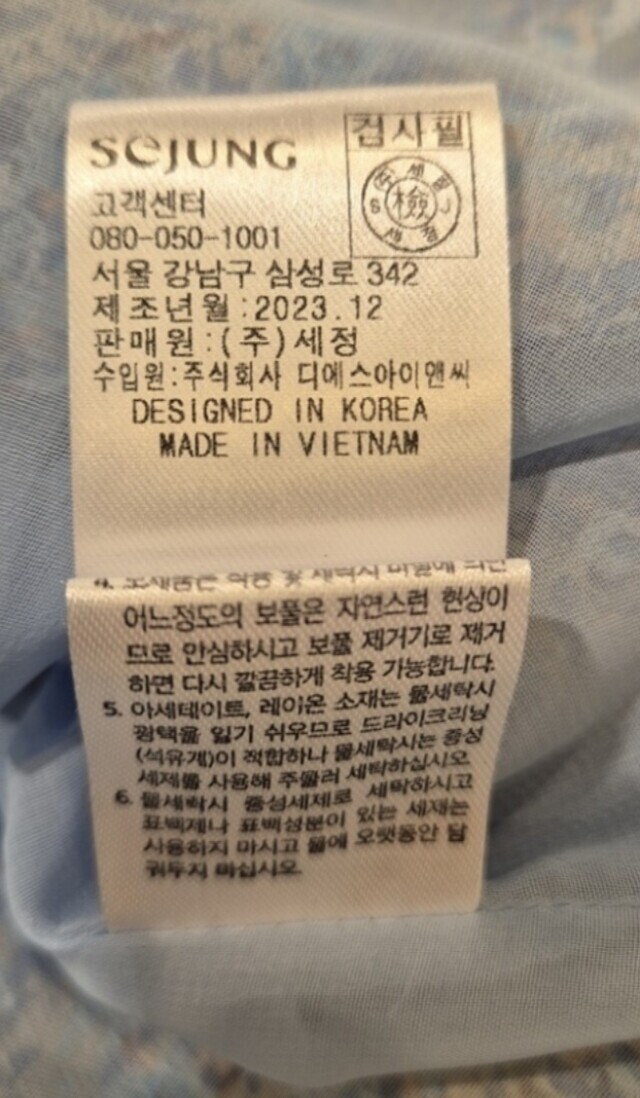 SeJUNG
검사필
(주)세정
S 檢 J
세정
고객센터
080-050-1001
서울 강남구 삼성로 342
제조년월:2023.12
판매원:(주)세정
수입원:주식회사 디에스아이앤씨
DESIGNED IN KOREA
MADE IN VIETNAM
어느정도의 보풀은 자연스런 현상이
므로 안심하시고 보풀 제거기로 제거
하면 다시 깔끔하게 착용 가능합니다.
5. 아세테이트, 레이온 소재는 물세탁시
광택을 잃기 쉬우므로 드라이크리닝
(석유계)이 적합하나 물세탁시는 중성
세제를 사용해 주물러 세탁하십시오
6. 물세탁시 중성세제로 세탁하시고
표백제나 표백성분이 있는 세제는
사용하지 마시고 물에 오랫동안 담
궈두지 마십시오.